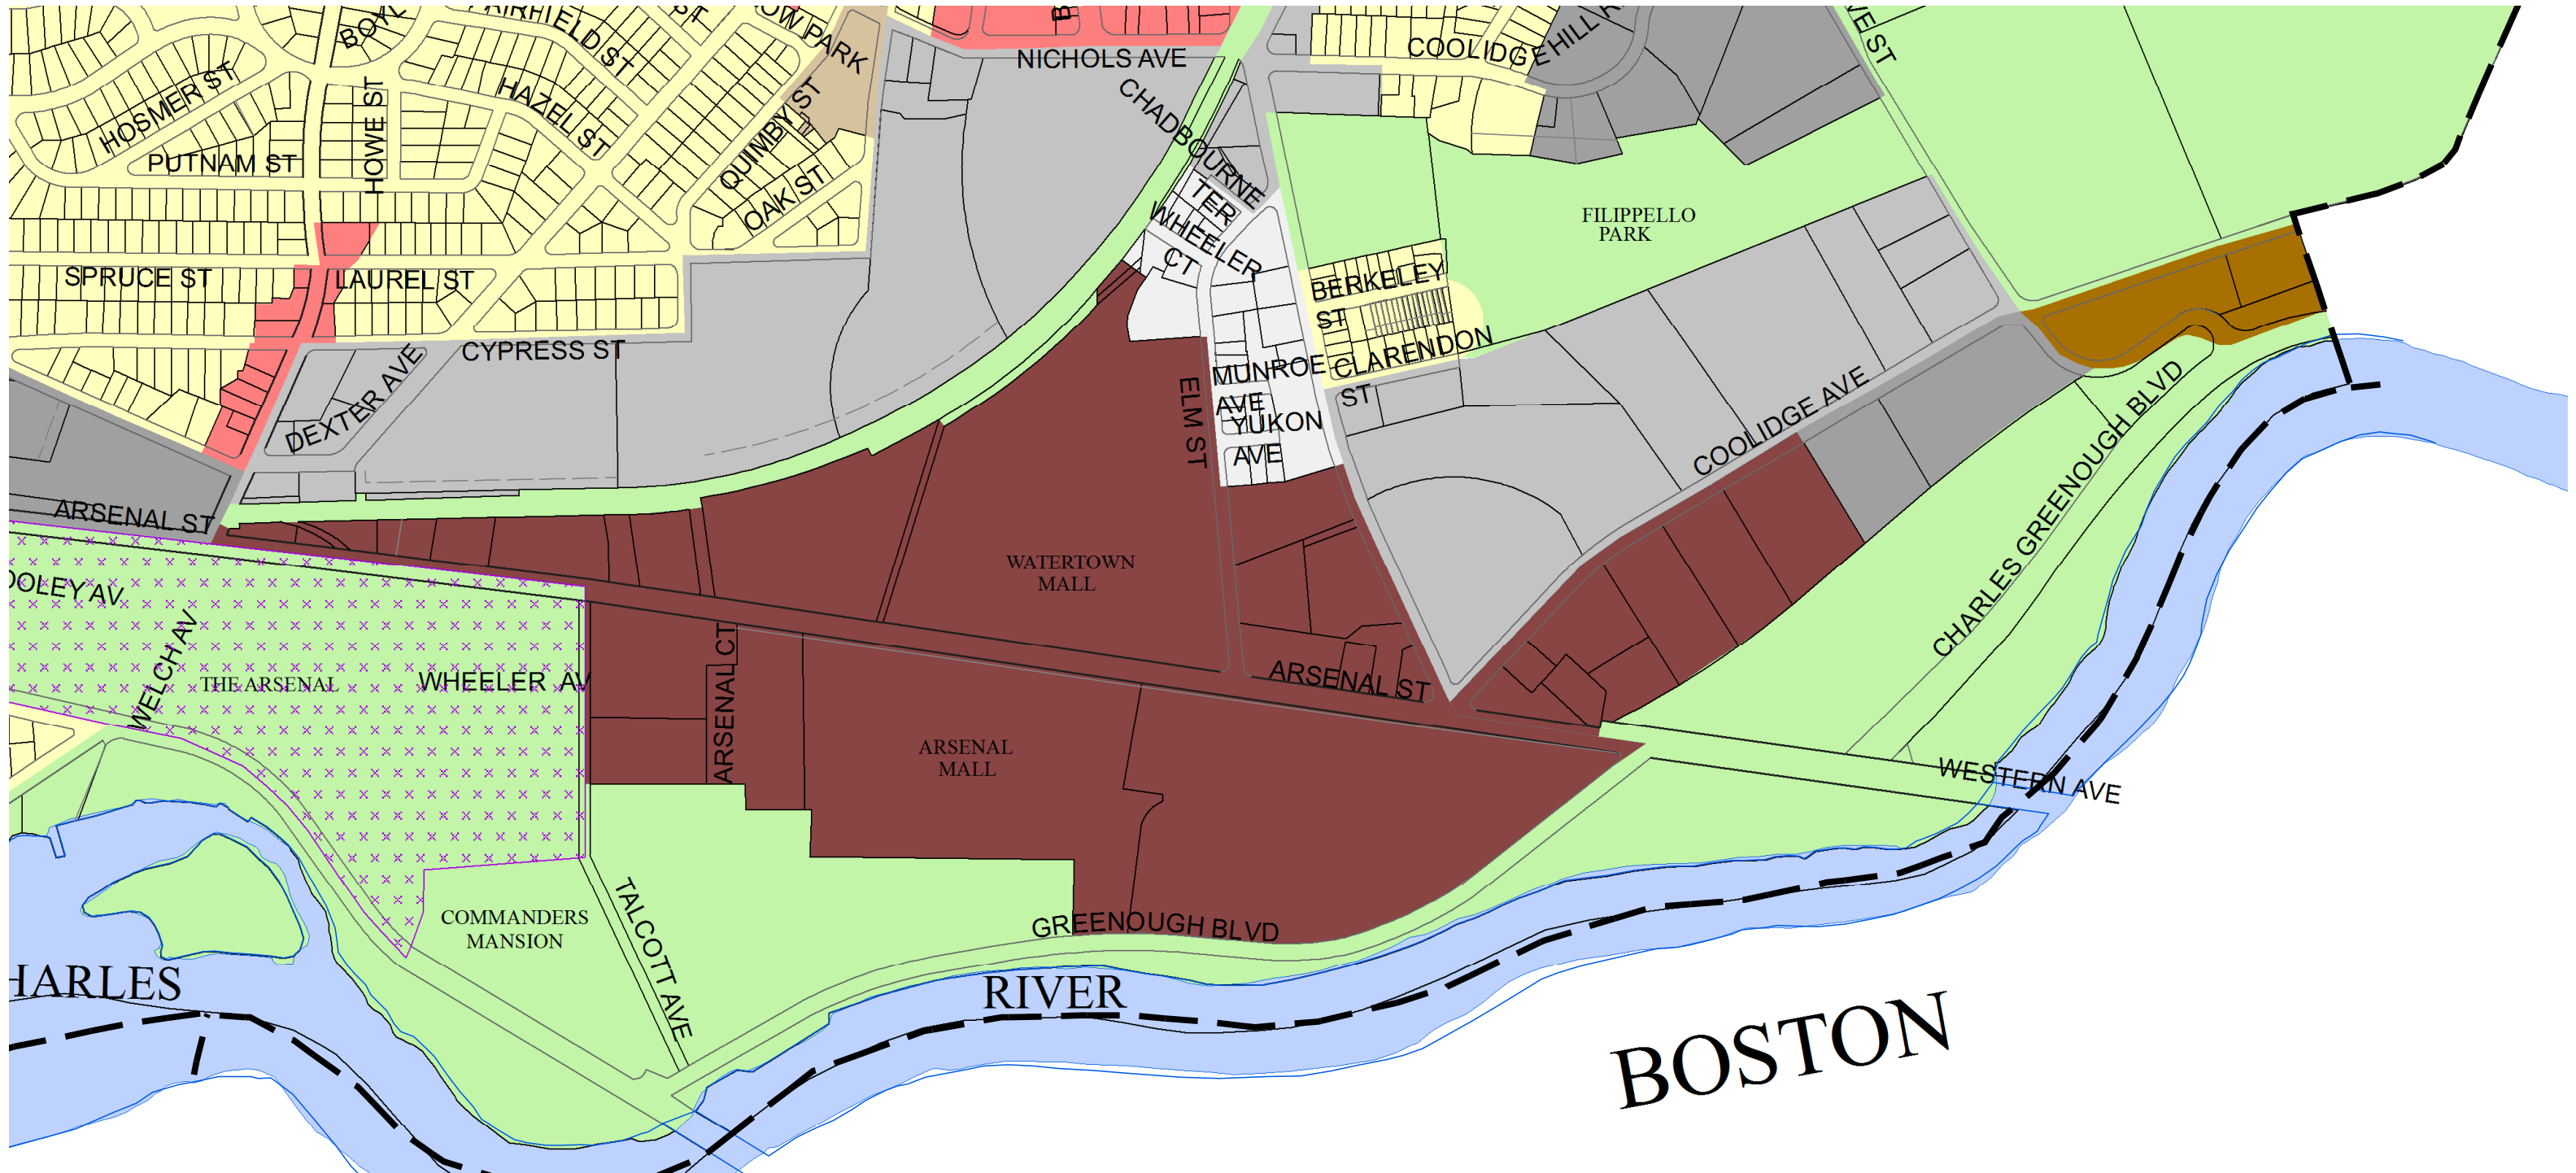 NICHOLS AVE
COOLIDGE HILL
HOSMER ST
HOWE ST
HAZEL ST
PUTNAM ST
QUIMBY ST
OAK ST
CHADBOURNE
TER
WHEELER
CT
FILIPPELLO
PARK
SPRUCE ST
LAUREL ST
BERKELEY
ST
CYPRESS ST
DEXTER AVE
ELM ST
MUNROE
AVE
CLARENDON
ST
YUKON
AVE
COOLIDGE AVE
CHARLES GREENOUGH BLVD
ARSENAL ST
WATERTOWN
MALL
WELCH AV
THE ARSENAL
WHEELER AV
ARSENAL CT
ARSENAL ST
ARSENAL
MALL
WESTERN AVE
COMMANDERS
MANSION
TALCOTT AVE
GREENOUGH BLVD
HARLES
RIVER
BOSTON